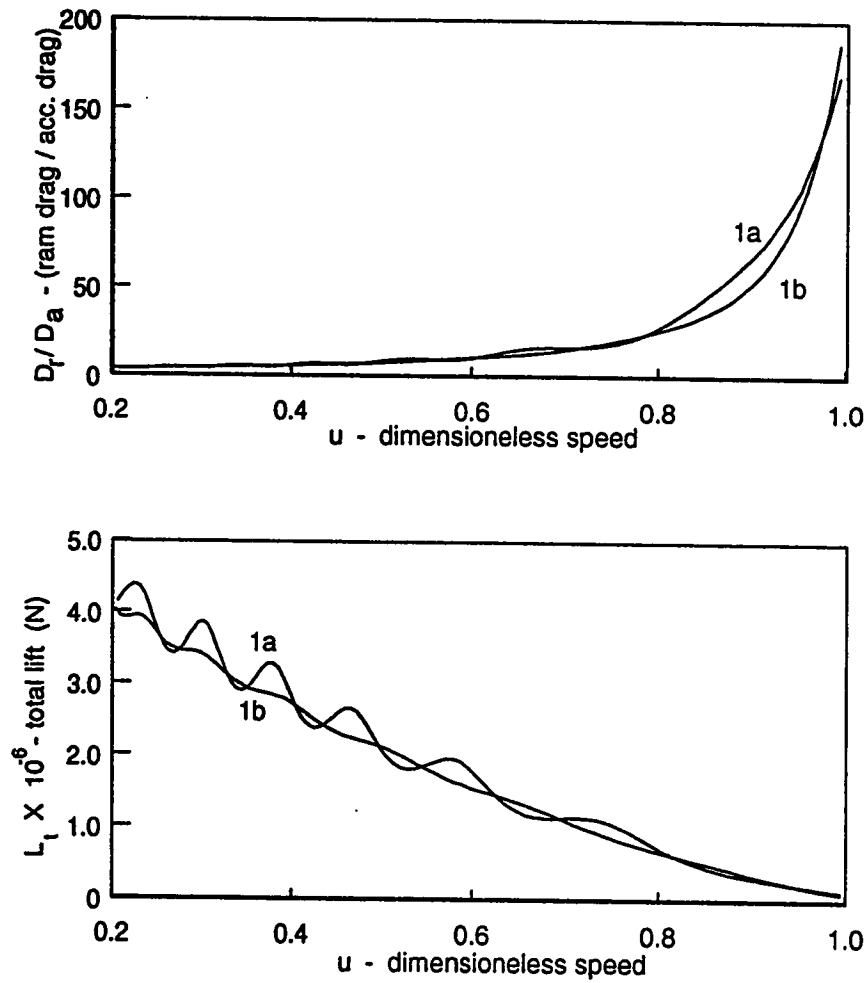 200
150
100
50
0
D_r/D_a - (ram drag / acc. drag)
1a
1b
0.2 0.4 0.6 0.8 1.0
u - dimensioneless speed
5.0
4.0
3.0
2.0
1.0
0
L_t X 10^-6 - total lift (N)
1a
1b
0.2 0.4 0.6 0.8 1.0
u - dimensioneless speed